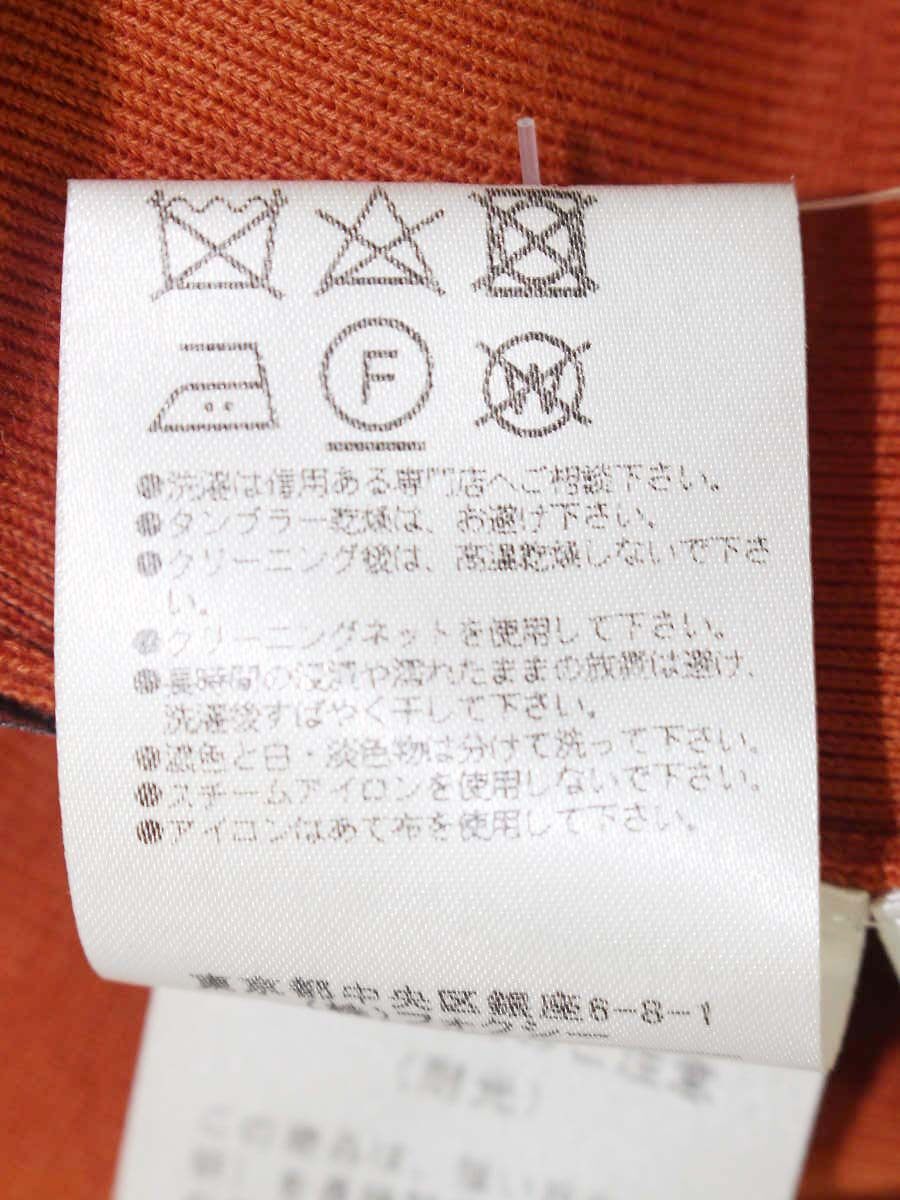 F
W
●洗濯は信用ある専門店へご相談下さい。
●タンブラー乾燥は、お避け下さい。
●クリーニング後は、高温乾燥しないで下さ
い。
●クリーニングネットを使用して下さい。
●長時間の浸漬や濡れたままの放置は避け、
洗濯後すばやく干して下さい。
●濃色と白・淡色物は分けて洗って下さい。
●スチームアイロンを使用しないで下さい。
●アイロンはあて布を使用して下さい。
東京都中央区銀座6-8-1